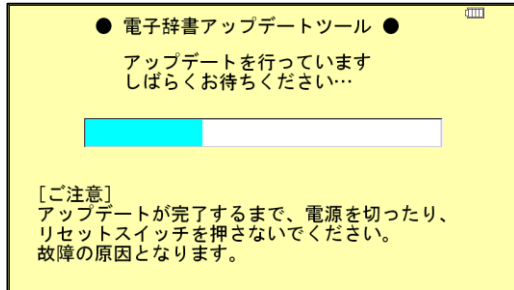 ● 電子辞書アップデートツール ●
アップデートを行っています
しばらくお待ちください…
[ご注意]
アップデートが完了するまで、電源を切ったり、
リセットスイッチを押さないでください。
故障の原因となります。